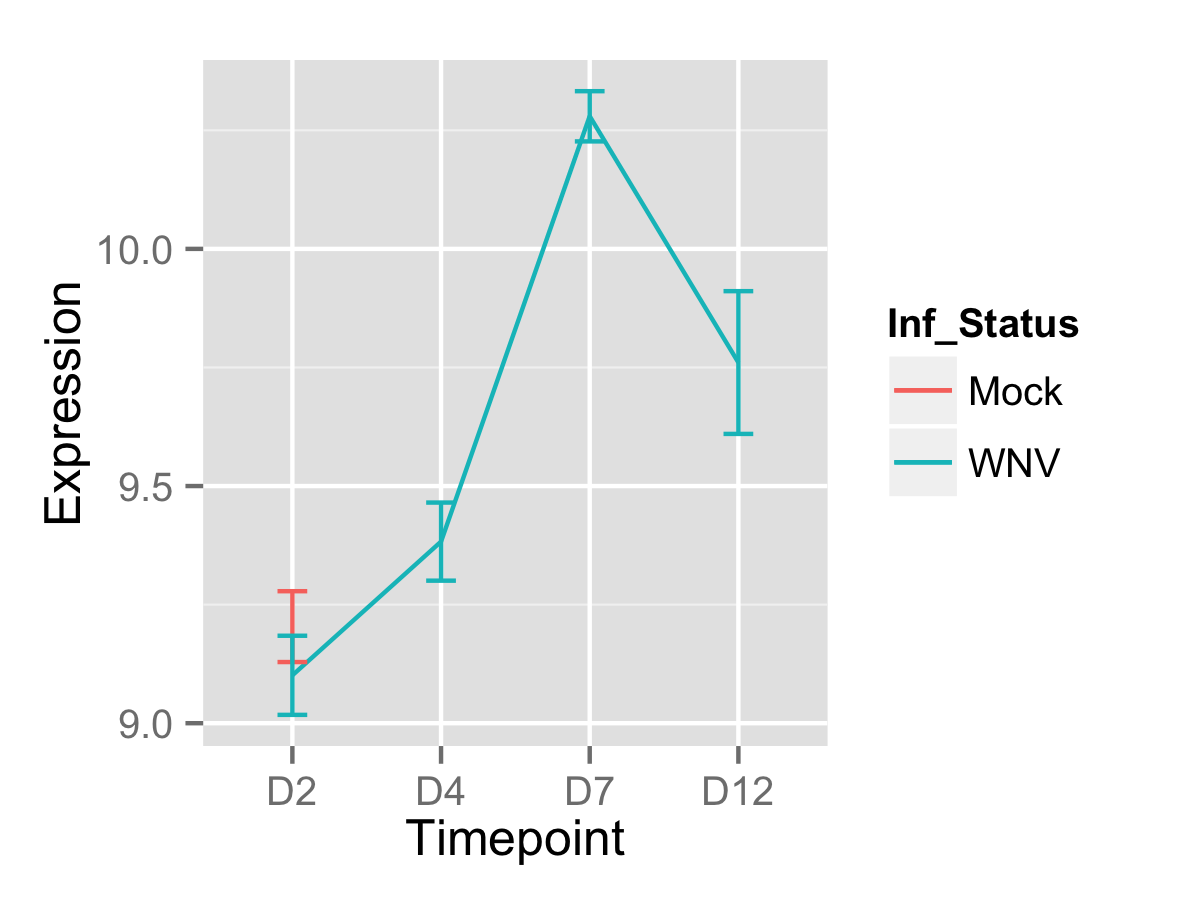 Expression
10.0
9.5
9.0
D2 D4 D7 D12
Timepoint
Inf_Status
Mock
WNV